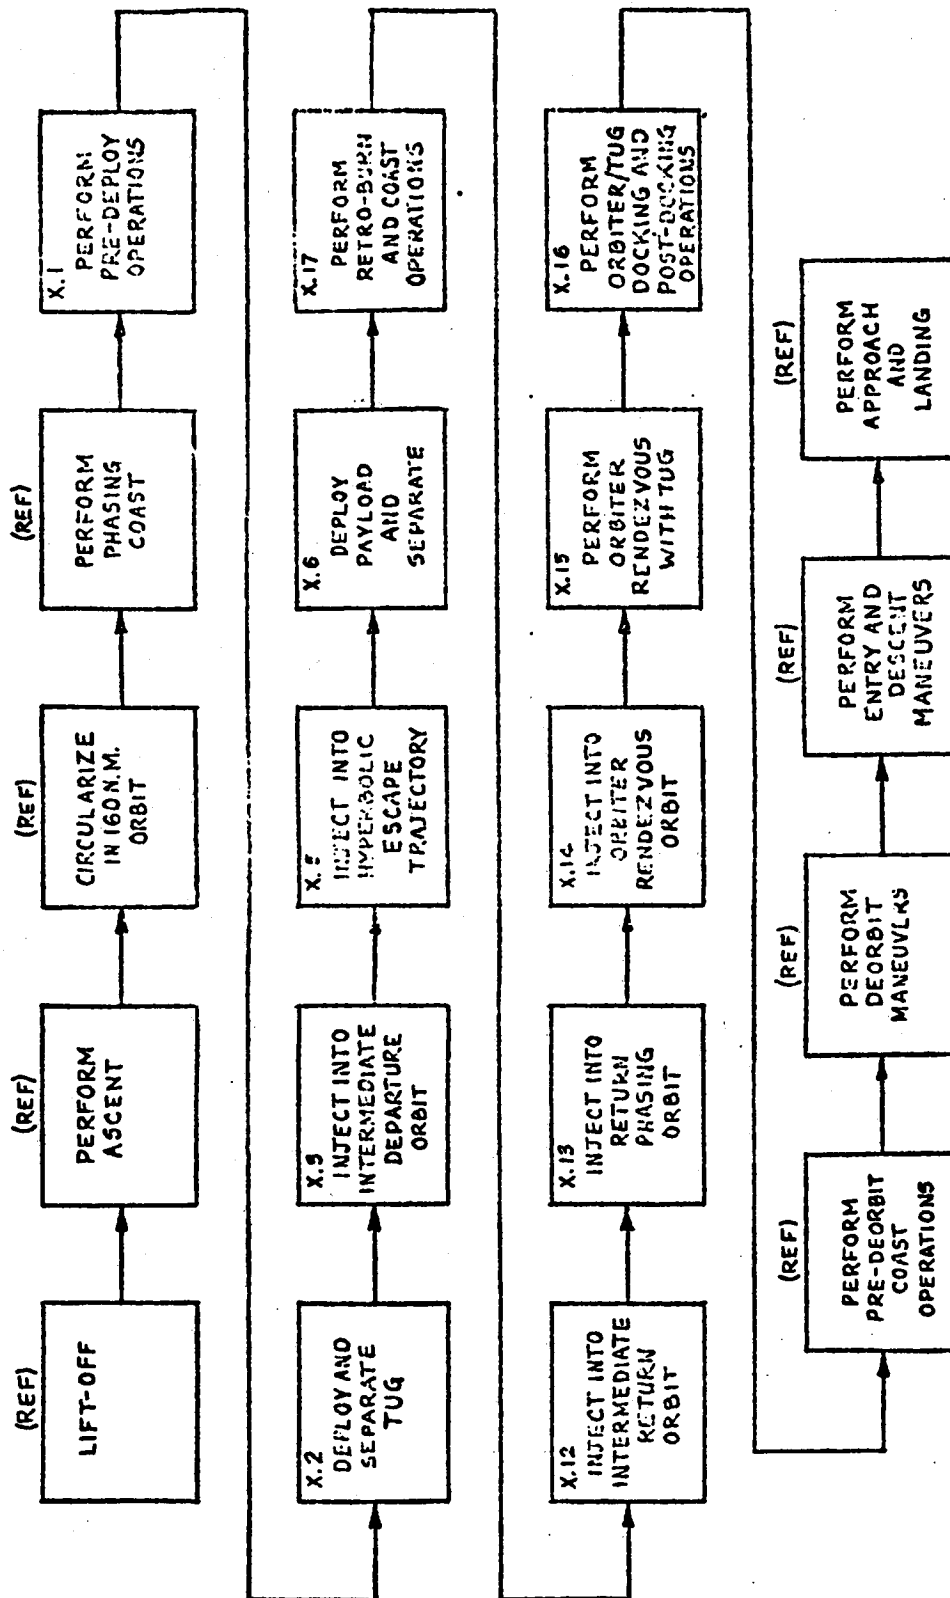 (REF)
LIFT-OFF
(REF)
PERFORM
ASCENT
(REF)
CIRCULARIZE
IN 160 N.M.
ORBIT
(REF)
PERFORM
PHASING
COAST
X.1
PERFORM
PRE-DEPLOY
OPERATIONS
X.2
DEPLOY AND
SEPARATE
TUG
X.3
INJECT INTO
INTERMEDIATE
DEPARTURE
ORBIT
X.5
INJECT INTO
HYPERBOLIC
ESCAPE
TRAJECTORY
X.6
DEPLOY
PAYLOAD
AND
SEPARATE
X.17
PERFORM
RETRO-BURN
AND COAST
OPERATIONS
X.12
INJECT INTO
INTERMEDIATE
RETURN
ORBIT
X.13
INJECT INTO
RETURN
PHASING
ORBIT
X.14
INJECT INTO
ORBITER
RENDEZVOUS
ORBIT
X.15
PERFORM
ORBITER
RENDEZVOUS
WITH TUG
X.16
PERFORM
ORBITER/TUG
DOCKING AND
POST-DOCKING
OPERATIONS
(REF)
PERFORM
PRE-DEORBIT
COAST
OPERATIONS
(REF)
PERFORM
DEORBIT
MANEUVERS
(REF)
PERFORM
ENTRY AND
DESCENT
MANEUVERS
(REF)
PERFORM
APPROACH
AND
LANDING